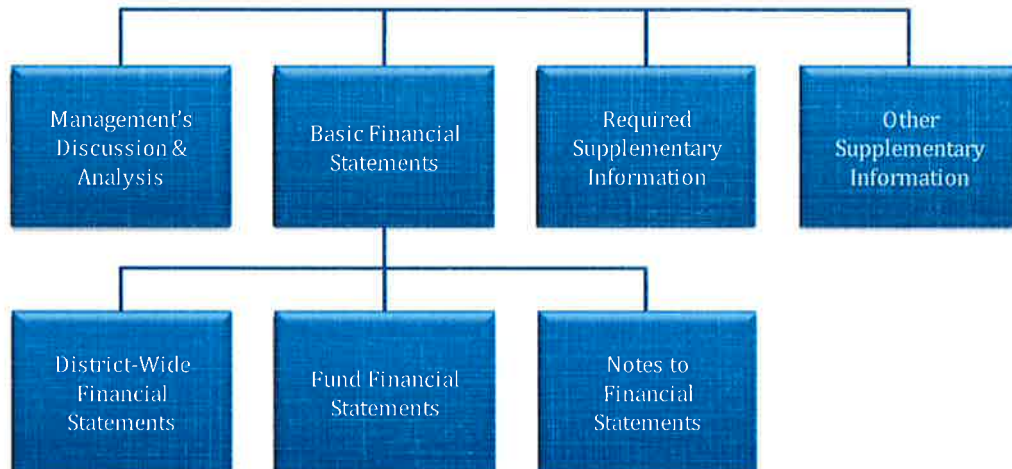 Management's
Discussion &
Analysis
Basic Financial
Statements
Required
Supplementary
Information
Other
Supplementary
Information
District-Wide
Financial
Statements
Fund Financial
Statements
Notes to
Financial
Statements